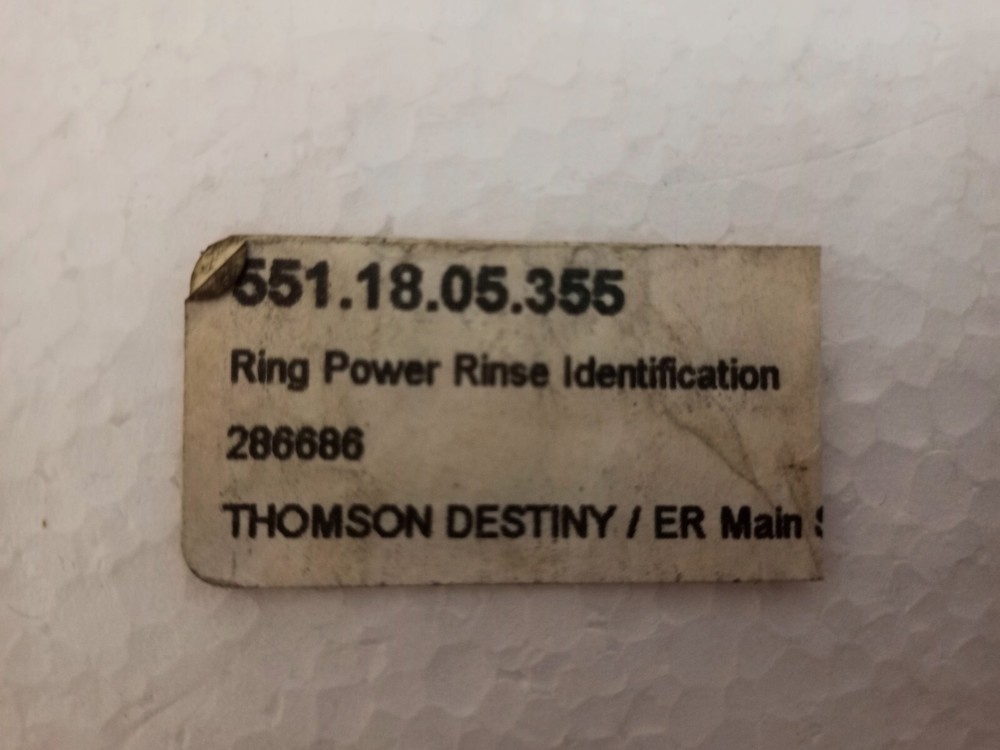 551.18.05.355
Ring Power Rinse Identification
286686
THOMSON DESTINY / ER Main